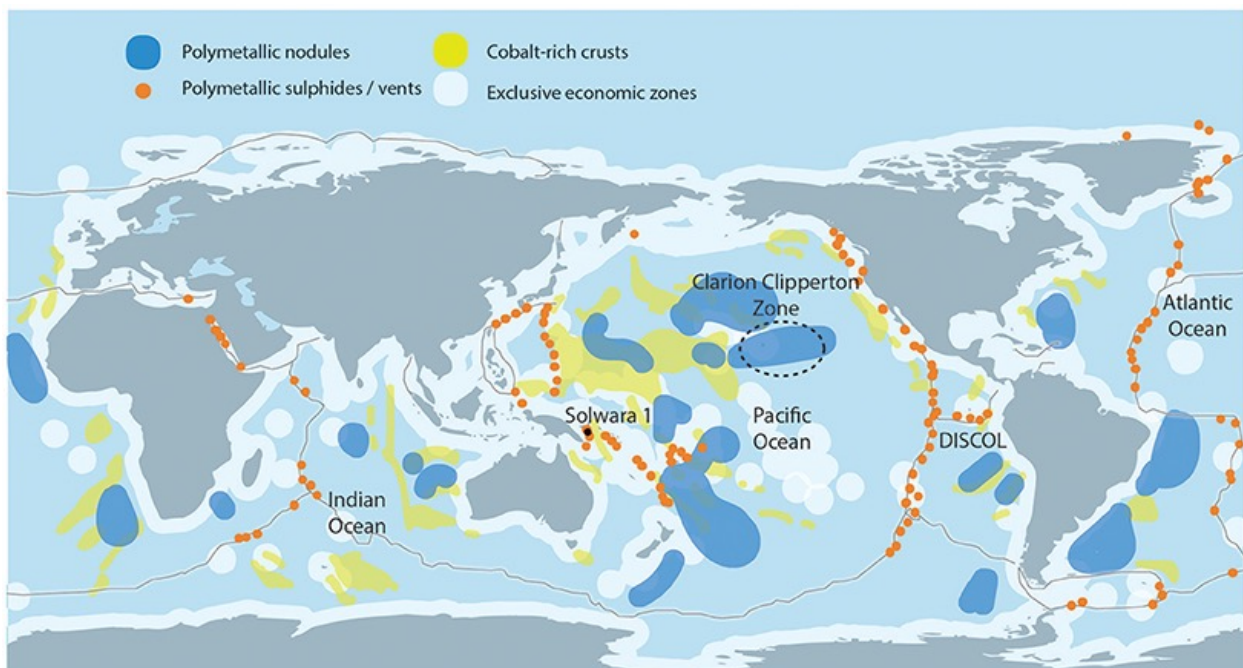 Polymetallic nodules
Cobalt-rich crusts
Polymetallic sulphides / vents
Exclusive economic zones
Clarion Clipperton
Zone
Atlantic
Ocean
Solwara 1
Pacific
Ocean
DISCOL
Indian
Ocean